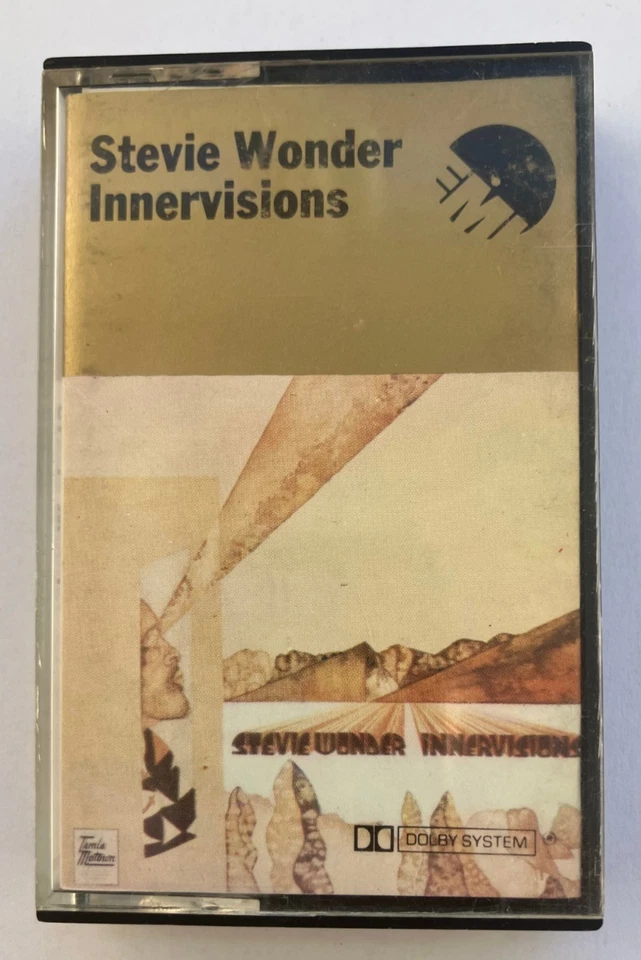 Stevie Wonder
Innervisions
EMI
STEVIE WONDER INNERVISIONS
DOLBY SYSTEM ®
Tamla
Motown